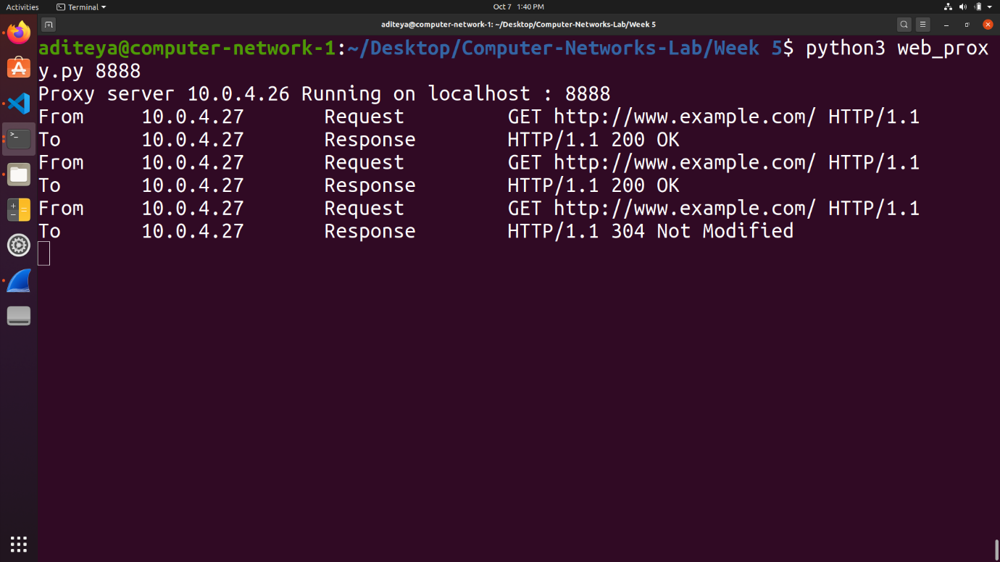 Activities Terminal Oct 7 1:40 PM
aditeya@computer-network-1: ~/Desktop/Computer-Networks-Lab/Week 5
aditeya@computer-network-1:~/Desktop/Computer-Networks-Lab/Week 5$ python3 web_prox
y.py 8888
Proxy server 10.0.4.26 Running on localhost : 8888
From 10.0.4.27 Request GET http://www.example.com/ HTTP/1.1
To 10.0.4.27 Response HTTP/1.1 200 OK
From 10.0.4.27 Request GET http://www.example.com/ HTTP/1.1
To 10.0.4.27 Response HTTP/1.1 200 OK
From 10.0.4.27 Request GET http://www.example.com/ HTTP/1.1
To 10.0.4.27 Response HTTP/1.1 304 Not Modified